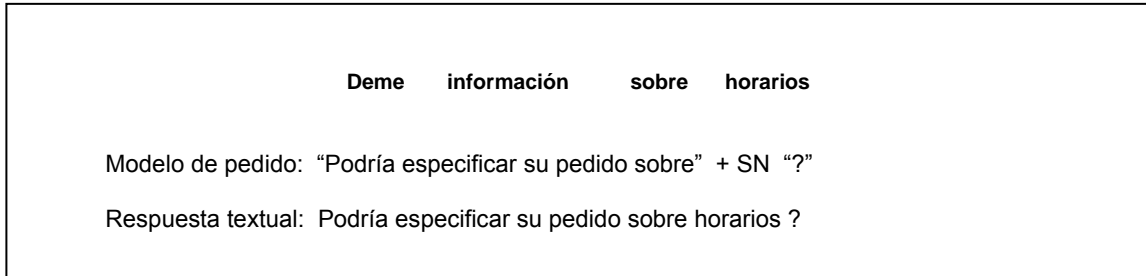 Deme información sobre horarios
Modelo de pedido: “Podría especificar su pedido sobre” + SN “?”
Respuesta textual: Podría especificar su pedido sobre horarios ?